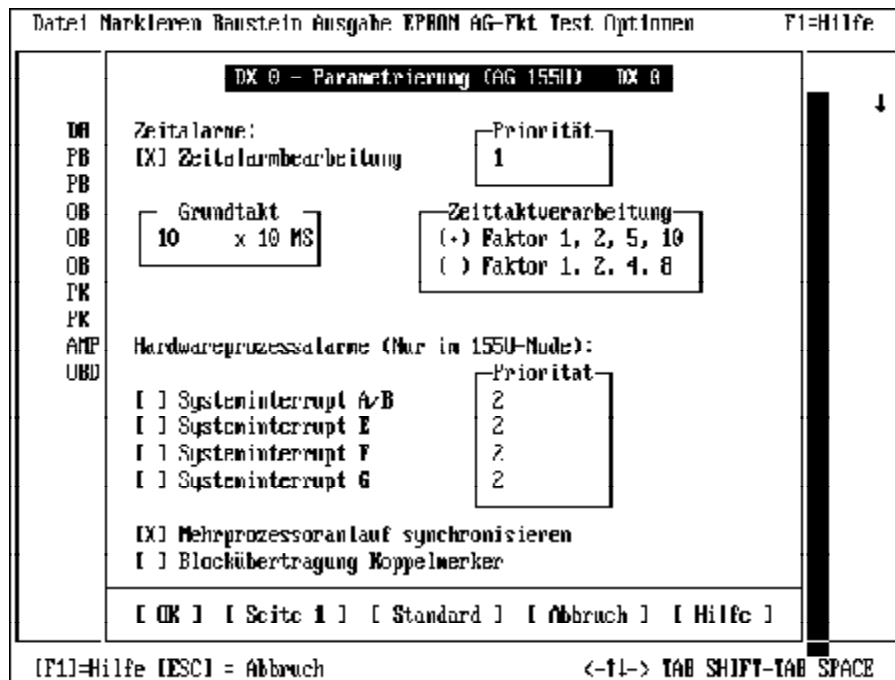 Datei Markieren Baustein Ausgabe EPROM AG-Fkt Test Optionen F1=Hilfe
DX 0 - Parametrierung (AG 155U) DX 0
Zeitalarme: Priorität
[X] Zeitalarmbearbeitung 1
Grundtakt Zeittaktverarbeitung
10 x 10 MS (•) Faktor 1, 2, 5, 10
( ) Faktor 1, 2, 4, 8
Hardwareprozessalarme (Nur im 155U-Mode):
Priorität
[ ] Systeminterrupt A/B 2
[ ] Systeminterrupt E 2
[ ] Systeminterrupt F 2
[ ] Systeminterrupt G 2
[X] Mehrprozessoranlauf synchronisieren
[ ] Blockübertragung Koppelmerker
[ OK ] [ Seite 1 ] [ Standard ] [ Abbruch ] [ Hilfe ]
DB
PB
PB
OB
OB
OB
PK
PK
AMP
UBD
[F1]=Hilfe [ESC] = Abbruch <-↑↓-> TAB SHIFT-TAB SPACE